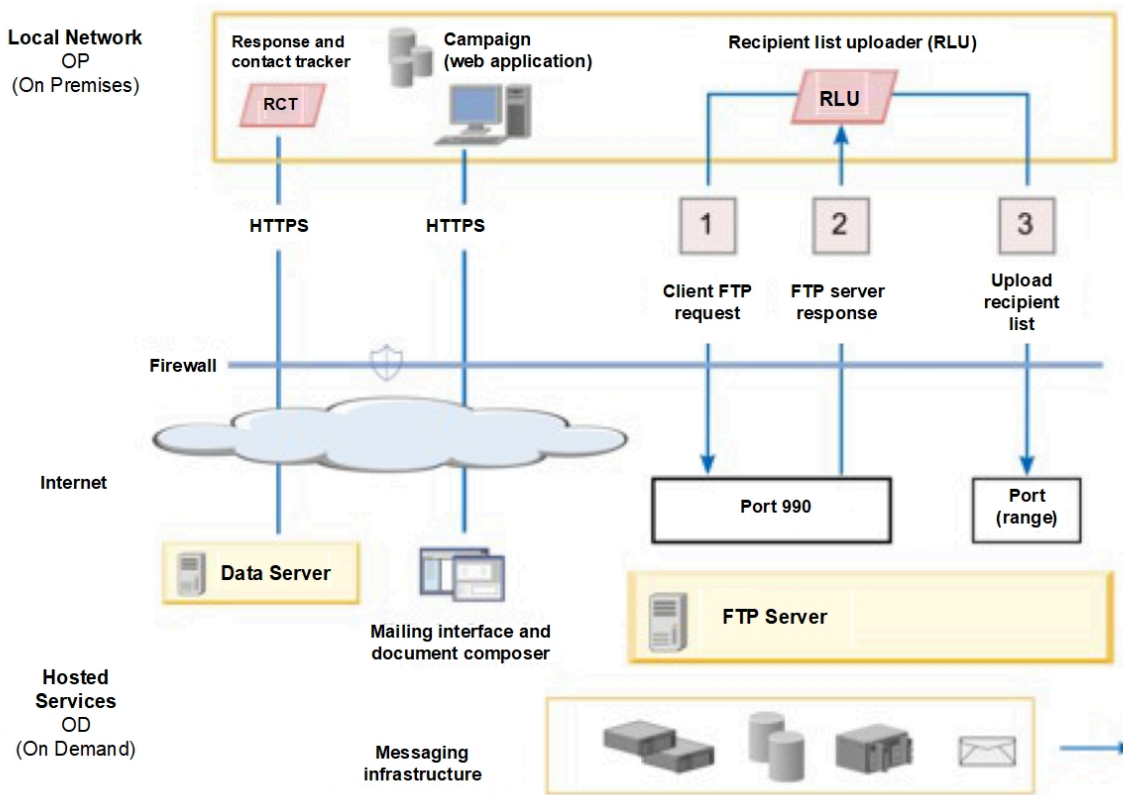 Local Network
OP
(On Premises)
Response and
contact tracker
RCT
Campaign
(web application)
Recipient list uploader (RLU)
RLU
HTTPS
HTTPS
1
2
3
Client FTP
request
FTP server
response
Upload
recipient
list
Firewall
Internet
Port 990
Port
(range)
Data Server
Mailing interface and
document composer
FTP Server
Hosted
Services
OD
(On Demand)
Messaging
infrastructure